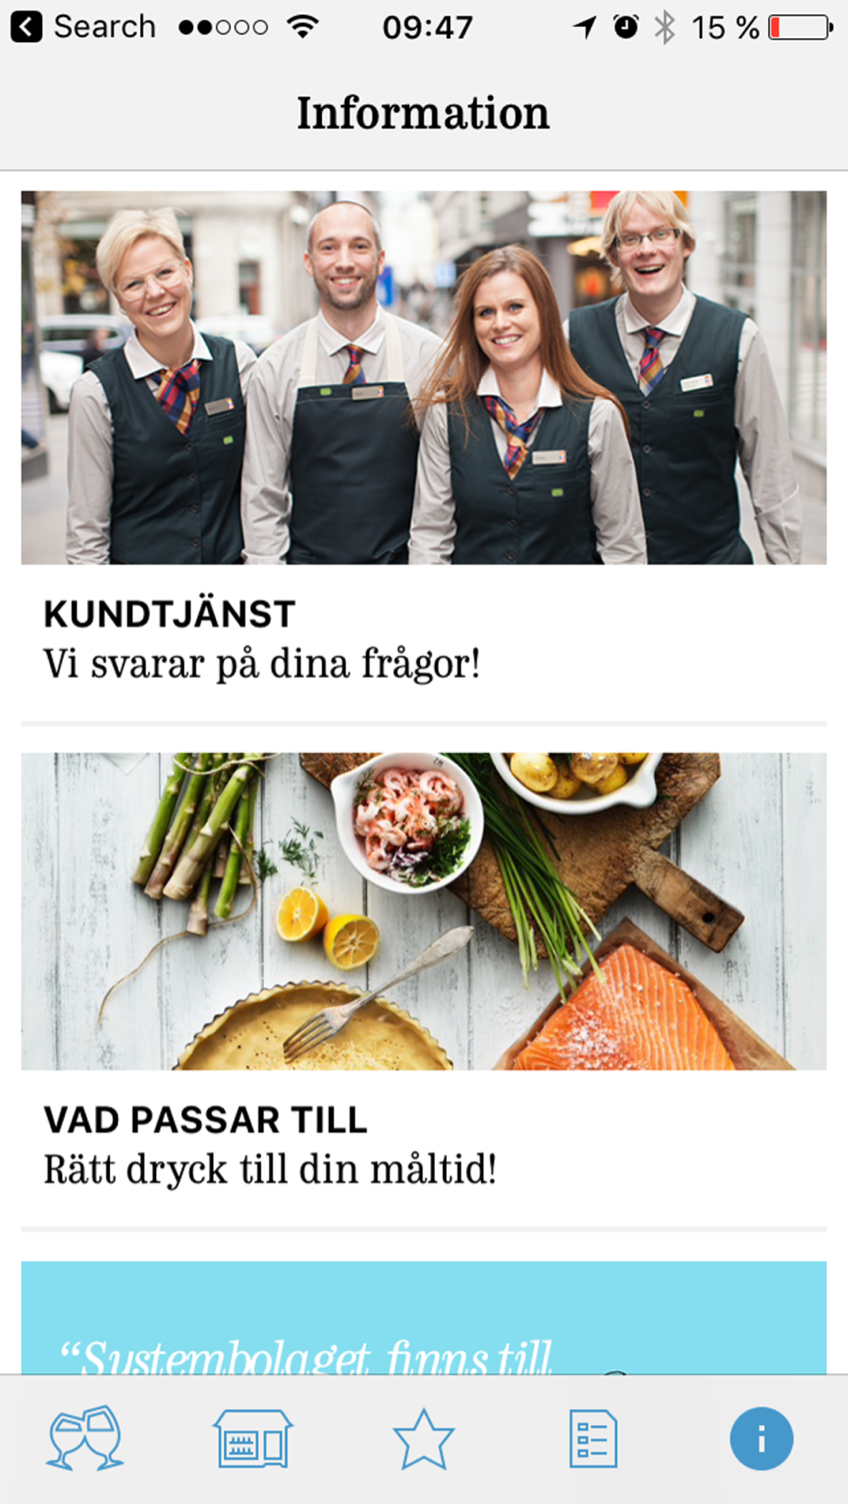 Search 09:47 15 %
Information
KUNDTJÄNST
Vi svarar på dina frågor!
VAD PASSAR TILL
Rätt dryck till din måltid!
“Systembolaget finns till